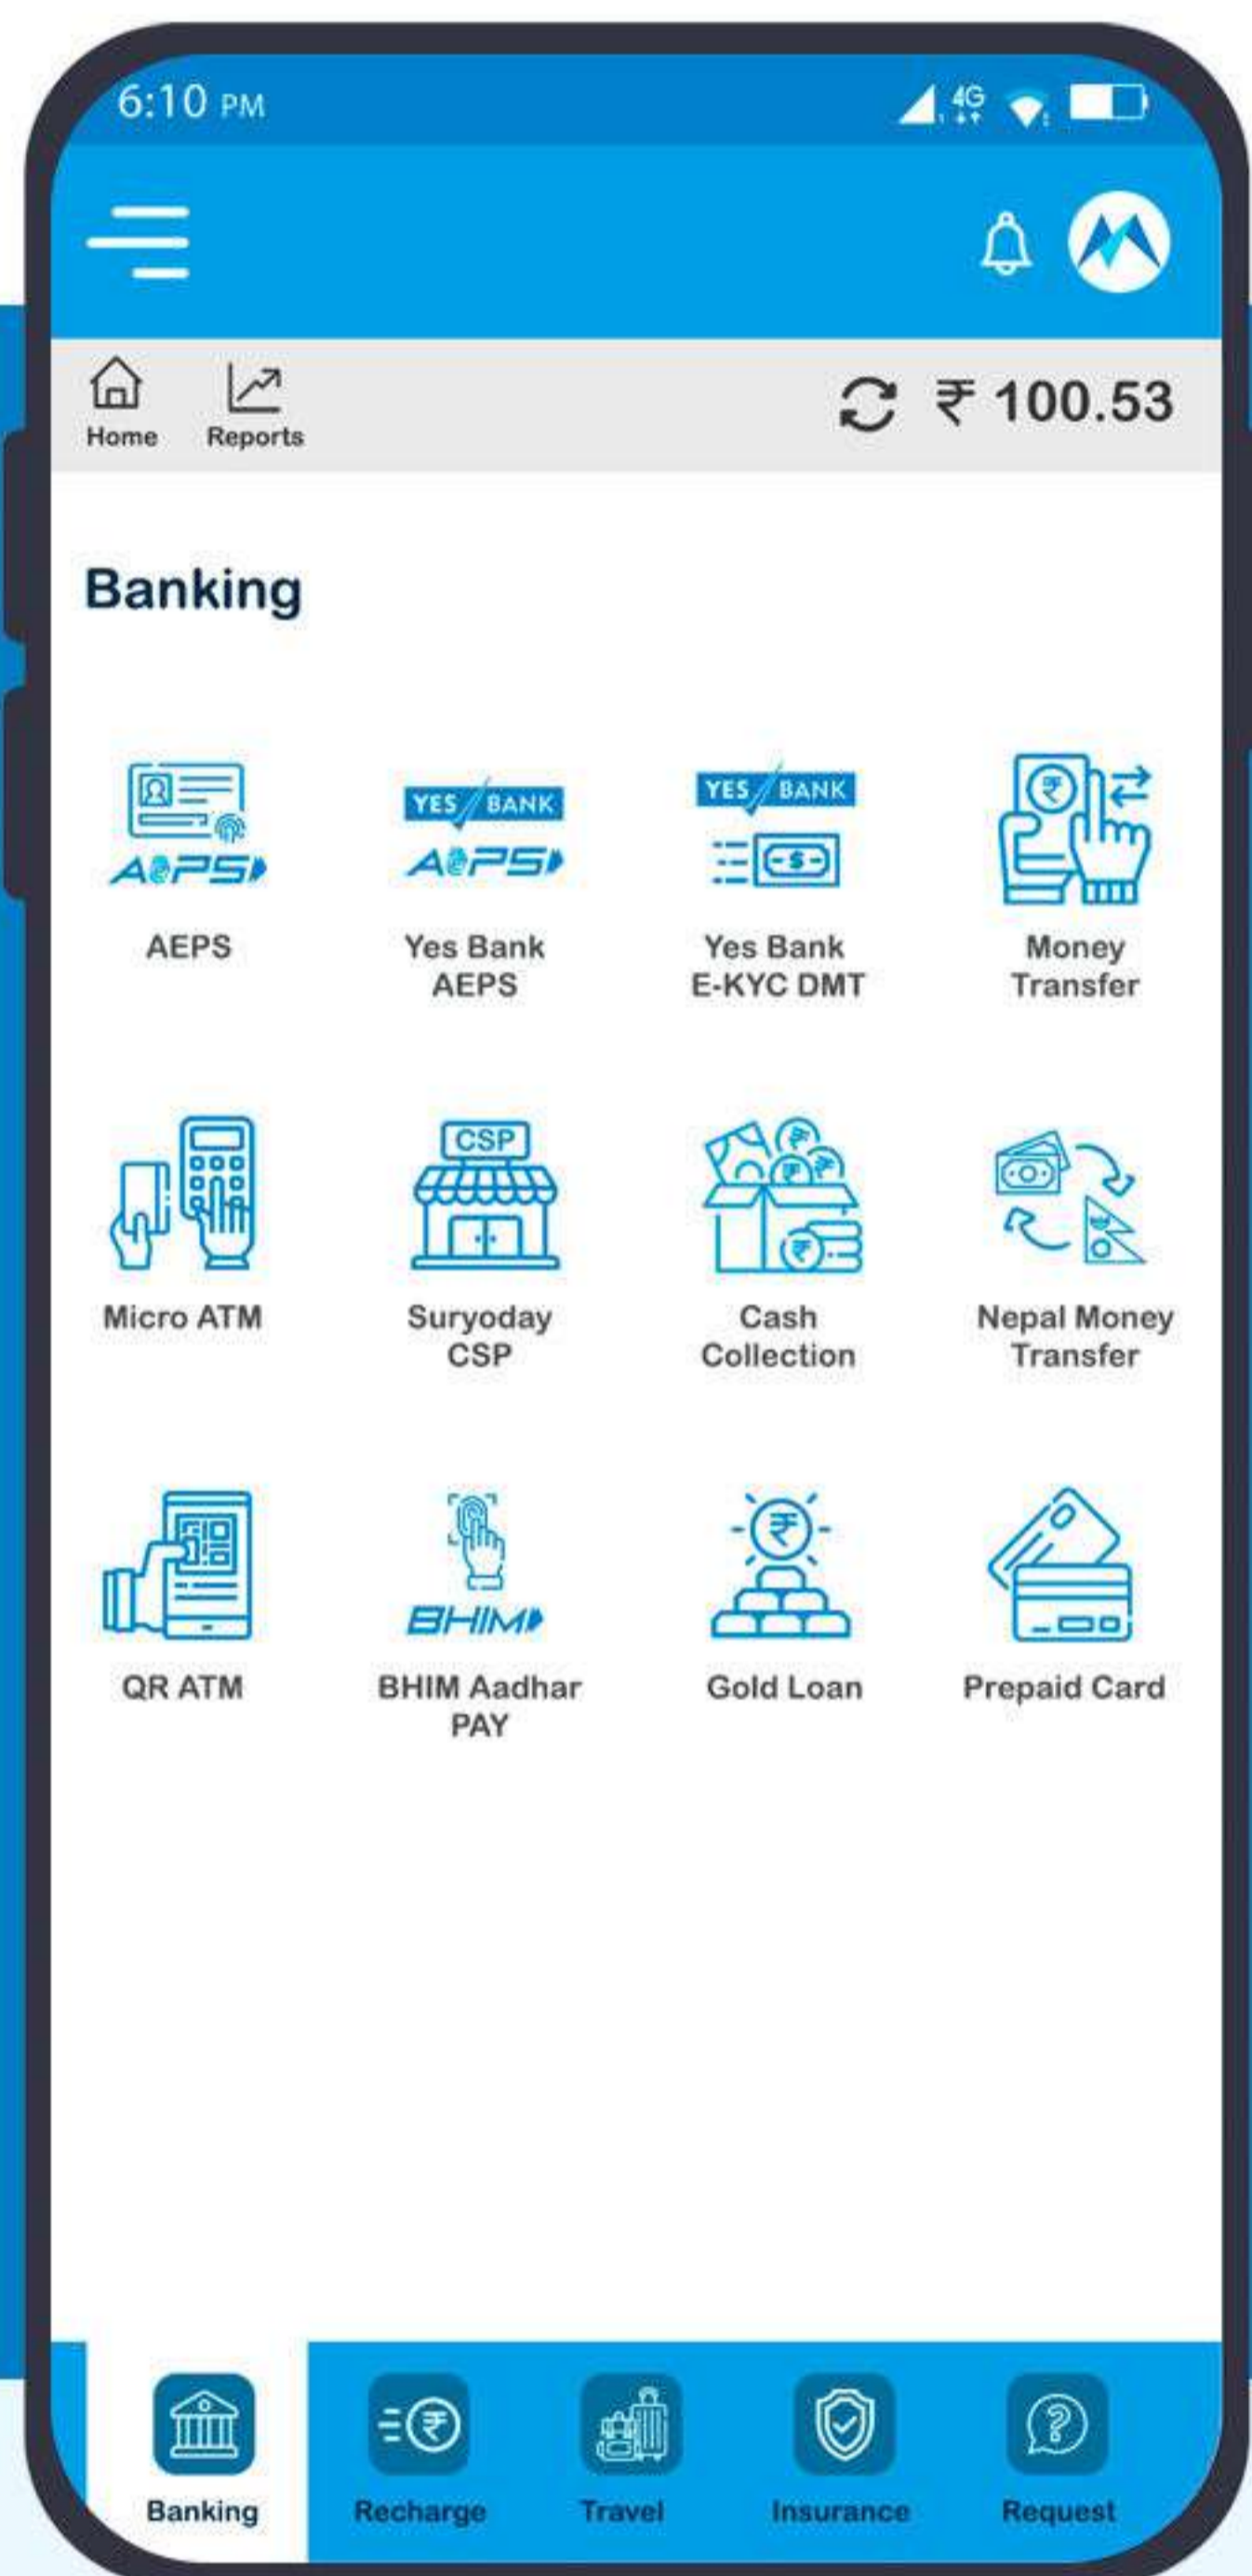 6:10 PM
4G
Home
Reports
₹ 100.53
Banking
AEPS
AEPS
YES BANK
AEPS
Yes Bank
AEPS
YES BANK
Yes Bank
E-KYC DMT
Money
Transfer
Micro ATM
CSP
Suryoday
CSP
Cash
Collection
Nepal Money
Transfer
QR ATM
BHIM
BHIM Aadhar
PAY
Gold Loan
Prepaid Card
Banking
Recharge
Travel
Insurance
Request